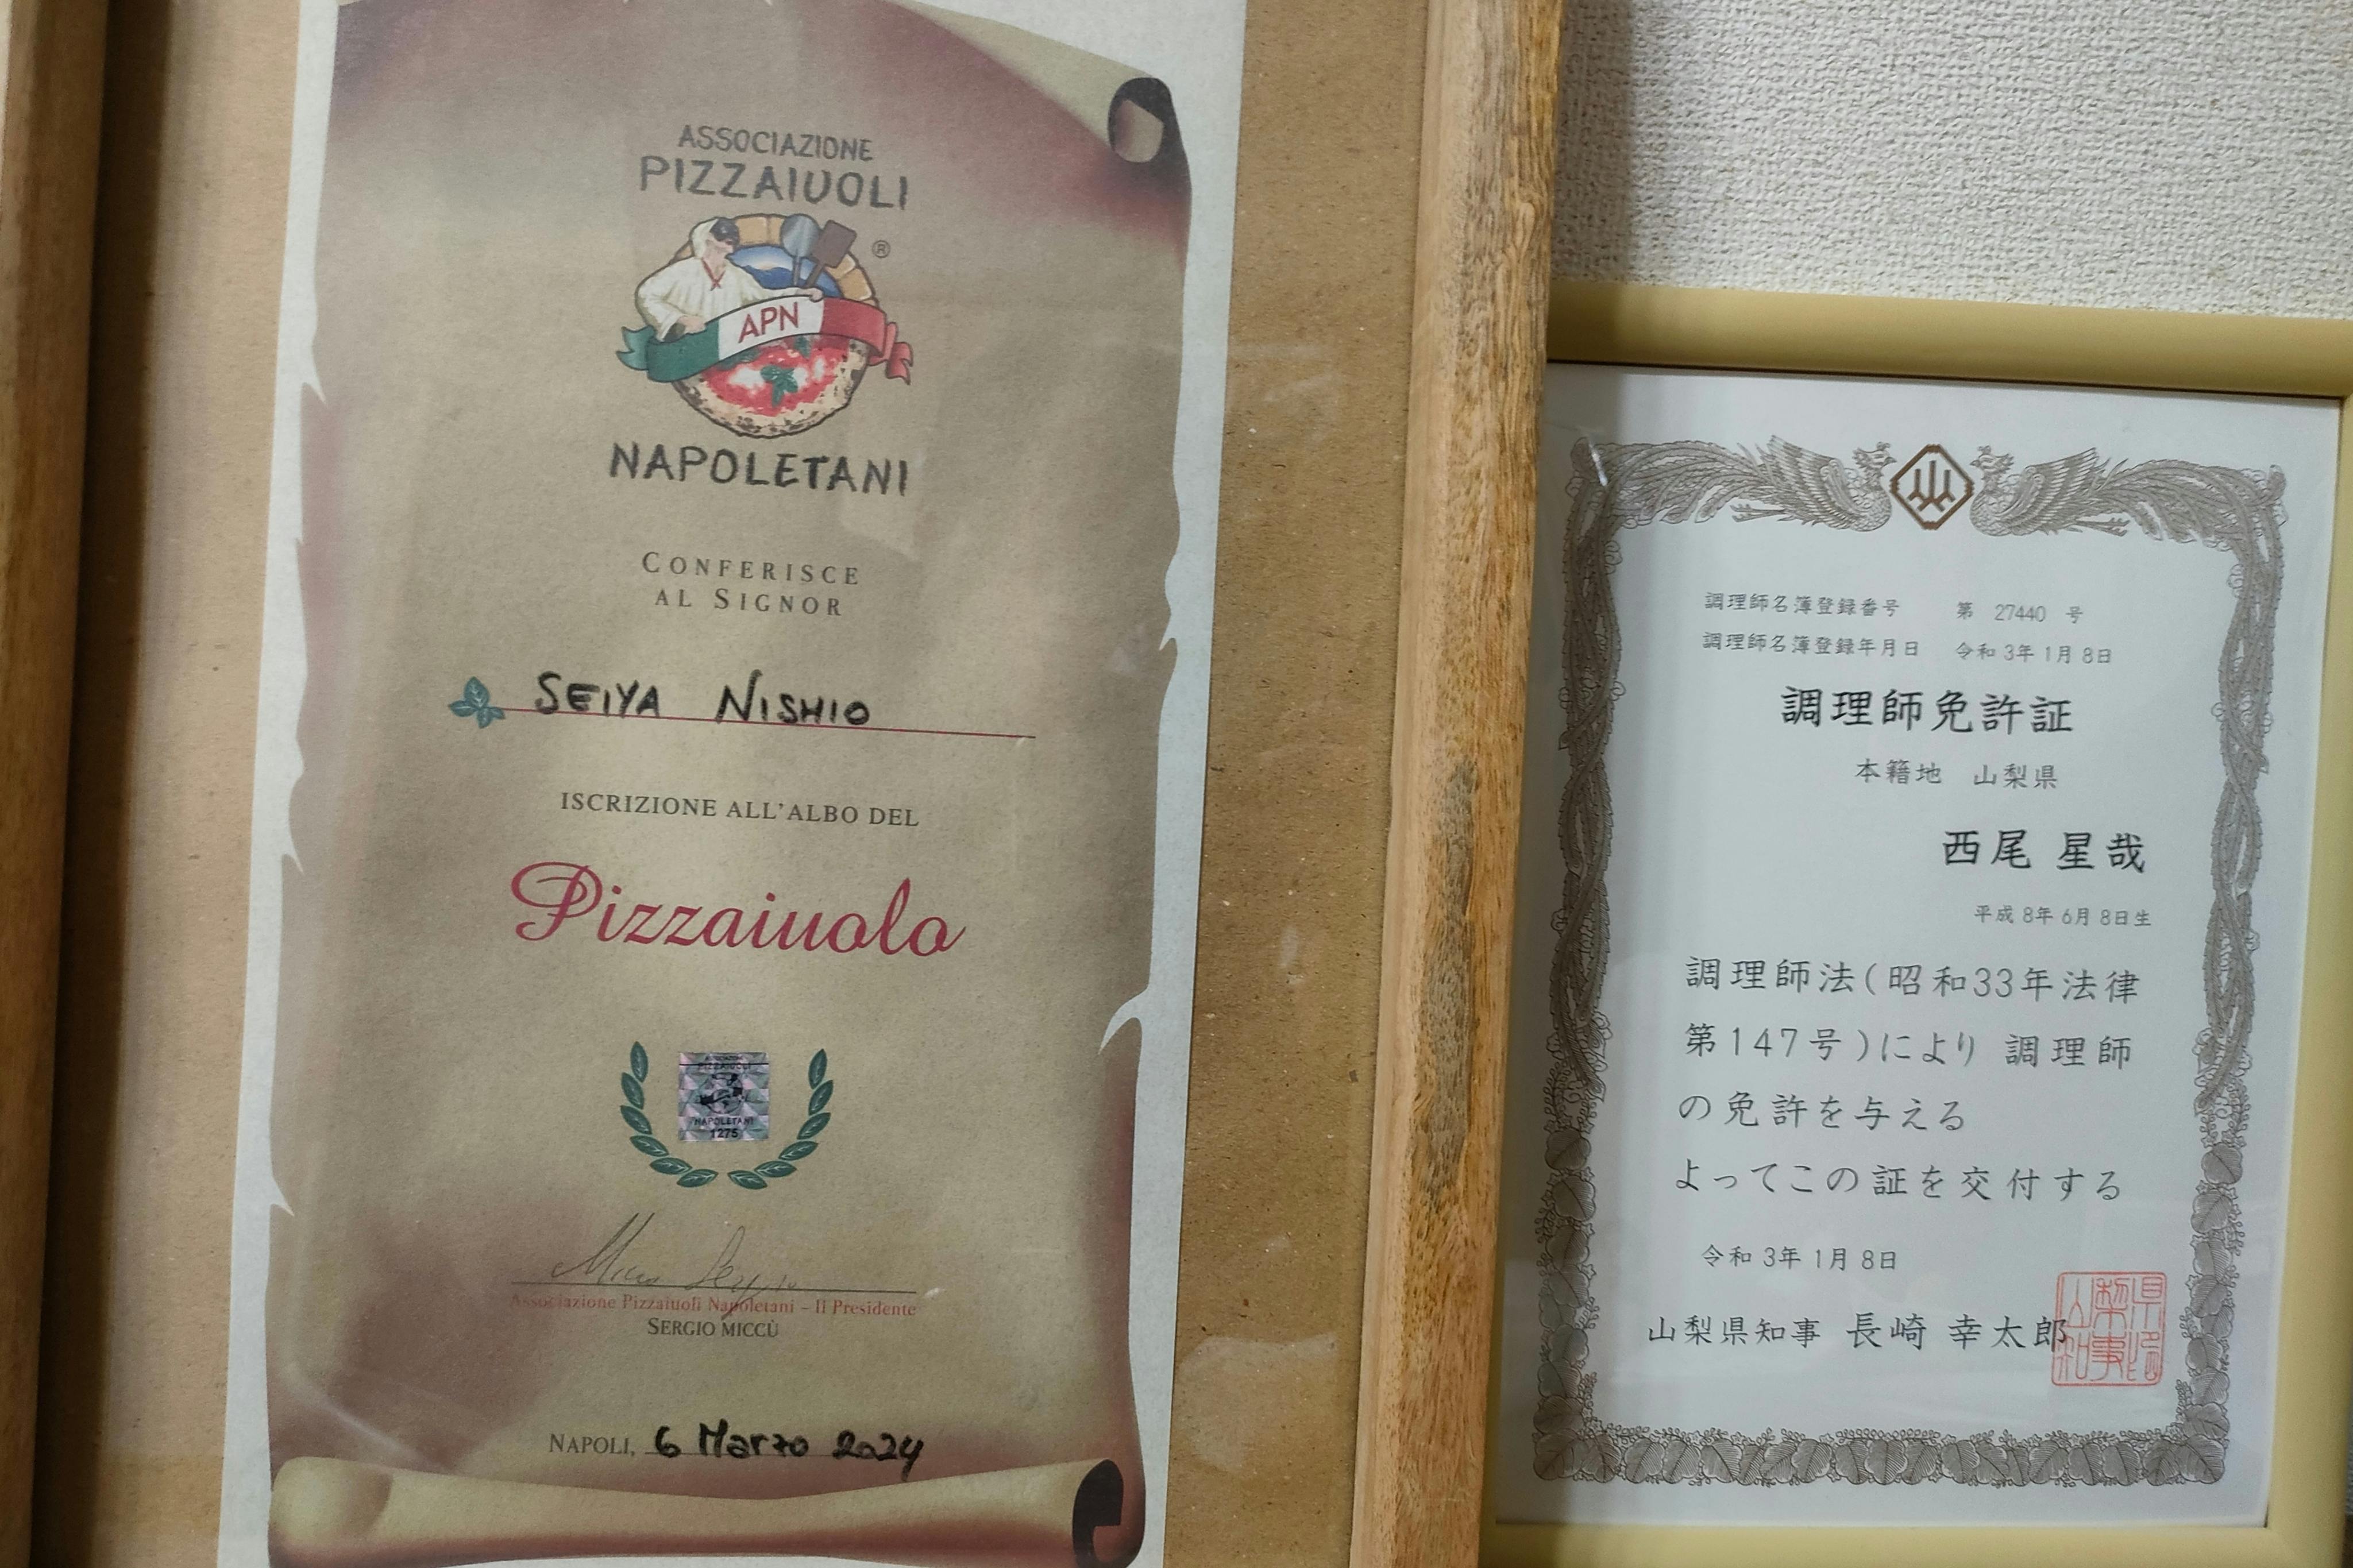 ASSOCIAZIONE
PIZZAIUOLI
®
APN
NAPOLETANI
CONFERISCE
AL SIGNOR
SEIYA NISHIO
ISCRIZIONE ALL'ALBO DEL
Pizzaiuolo
PIZZAIUOLI
NAPOLETANI
1275
Associazione Pizzaiuoli Napoletani – Il Presidente
SERGIO MICCÙ
NAPOLI, 6 Marzo 2024
調理師名簿登録番号 第 27440 号
調理師名簿登録年月日 令和 3年 1月 8日
調理師免許証
本籍地 山梨県
西尾 星哉
平成 8年 6月 8日生
調理師法(昭和33年法律
第147号)により 調理師
の免許を与える
よってこの証を交付する
令和 3年 1月 8日
山梨県知事 長崎 幸太郎